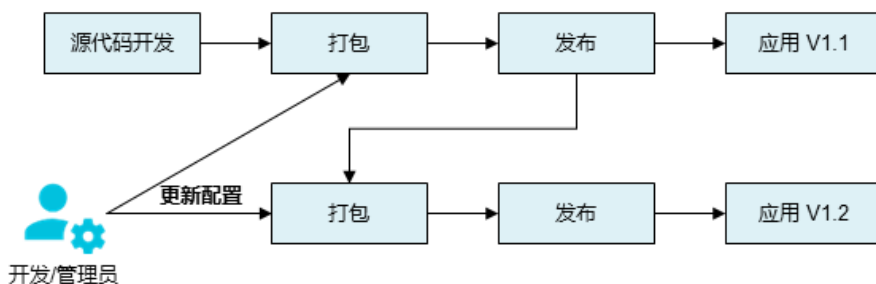 源代码开发
打包
发布
应用 V1.1
更新配置
打包
发布
应用 V1.2
开发/管理员